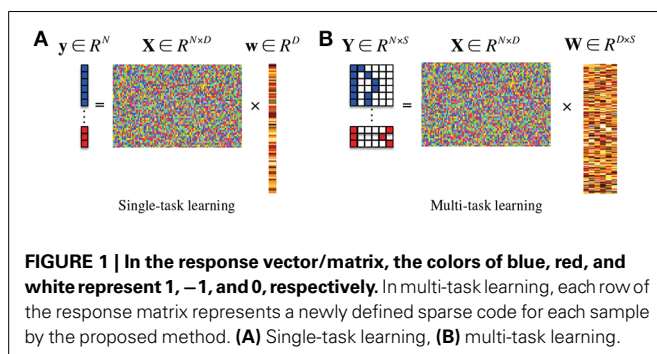 A y ∈ R^N X ∈ R^{N×D} w ∈ R^D B Y ∈ R^{N×S} X ∈ R^{N×D} W ∈ R^{D×S}
= × = ×
Single-task learning Multi-task learning
FIGURE 1 | In the response vector/matrix, the colors of blue, red, and
white represent 1, −1, and 0, respectively. In multi-task learning, each row of
the response matrix represents a newly defined sparse code for each sample
by the proposed method. (A) Single-task learning, (B) multi-task learning.